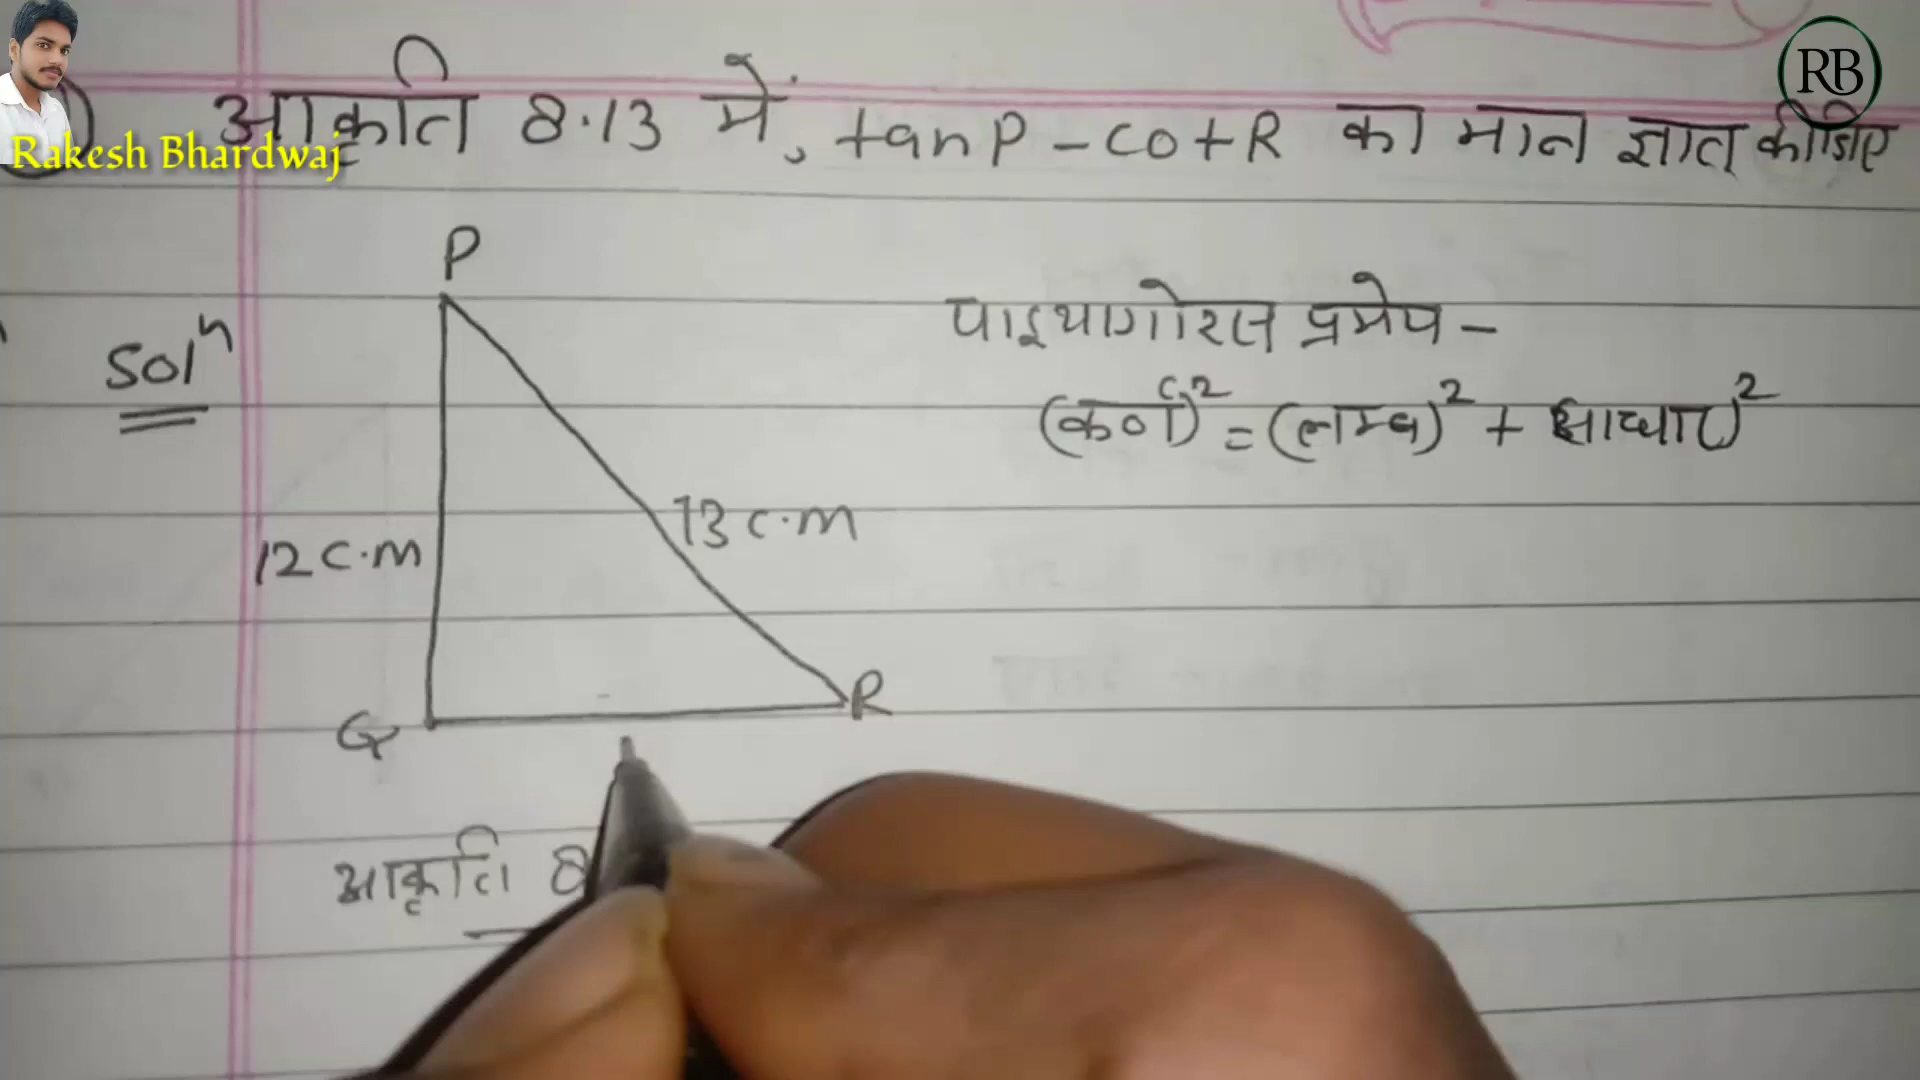 RB
आकृति 8.13 में, tanP - cotR का मान ज्ञात कीजिए
Rakesh Bhardwaj
P
पाइथागोरस प्रमेय -
Solⁿ
(कर्ण)² = (लम्ब)² + आधार)²
13 c.m
12 c.m
R
Q
आकृति 8